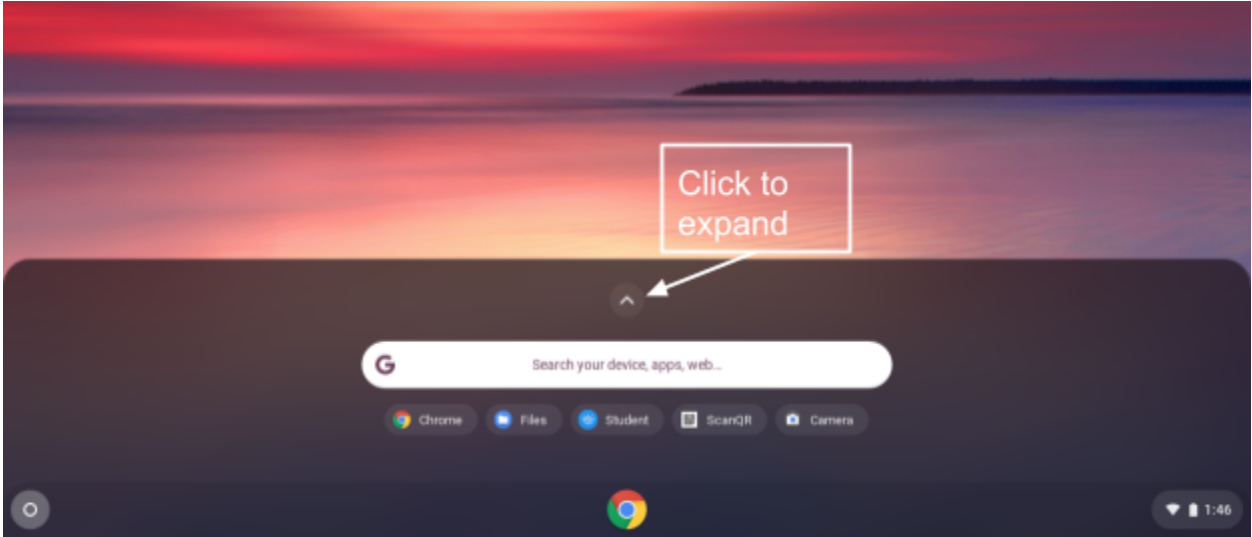 Click to
expand
G Search your device, apps, web...
Chrome Files Student ScanQR Camera
1:46